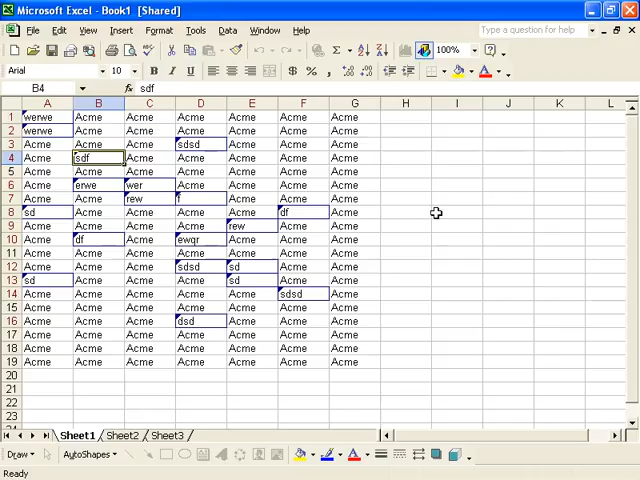 Microsoft Excel - Book1 [Shared]
File Edit View Insert Format Tools Data Window Help Type a question for help
100%
Arial 10 B I U $ % ,
B4 fx sdf
A B C D E F G H I J K L
1 werwe Acme Acme Acme Acme Acme Acme
2 werwe Acme Acme Acme Acme Acme Acme
3 Acme Acme Acme sdsd Acme Acme Acme
4 Acme sdf Acme Acme Acme Acme Acme
5 Acme Acme Acme Acme Acme Acme Acme
6 Acme erwe wer Acme Acme Acme Acme
7 Acme Acme rew f Acme Acme Acme
8 sd Acme Acme Acme Acme df Acme
9 Acme Acme Acme Acme rew Acme Acme
10 Acme df Acme ewqr Acme Acme Acme
11 Acme Acme Acme Acme Acme Acme Acme
12 Acme Acme Acme sdsd sd Acme Acme
13 sd Acme Acme Acme sd Acme Acme
14 Acme Acme Acme Acme Acme sdsd Acme
15 Acme Acme Acme Acme Acme Acme Acme
16 Acme Acme Acme dsd Acme Acme Acme
17 Acme Acme Acme Acme Acme Acme Acme
18 Acme Acme Acme Acme Acme Acme Acme
19 Acme Acme Acme Acme Acme Acme Acme
20
21
22
23
Sheet1 Sheet2 Sheet3
Draw AutoShapes
Ready